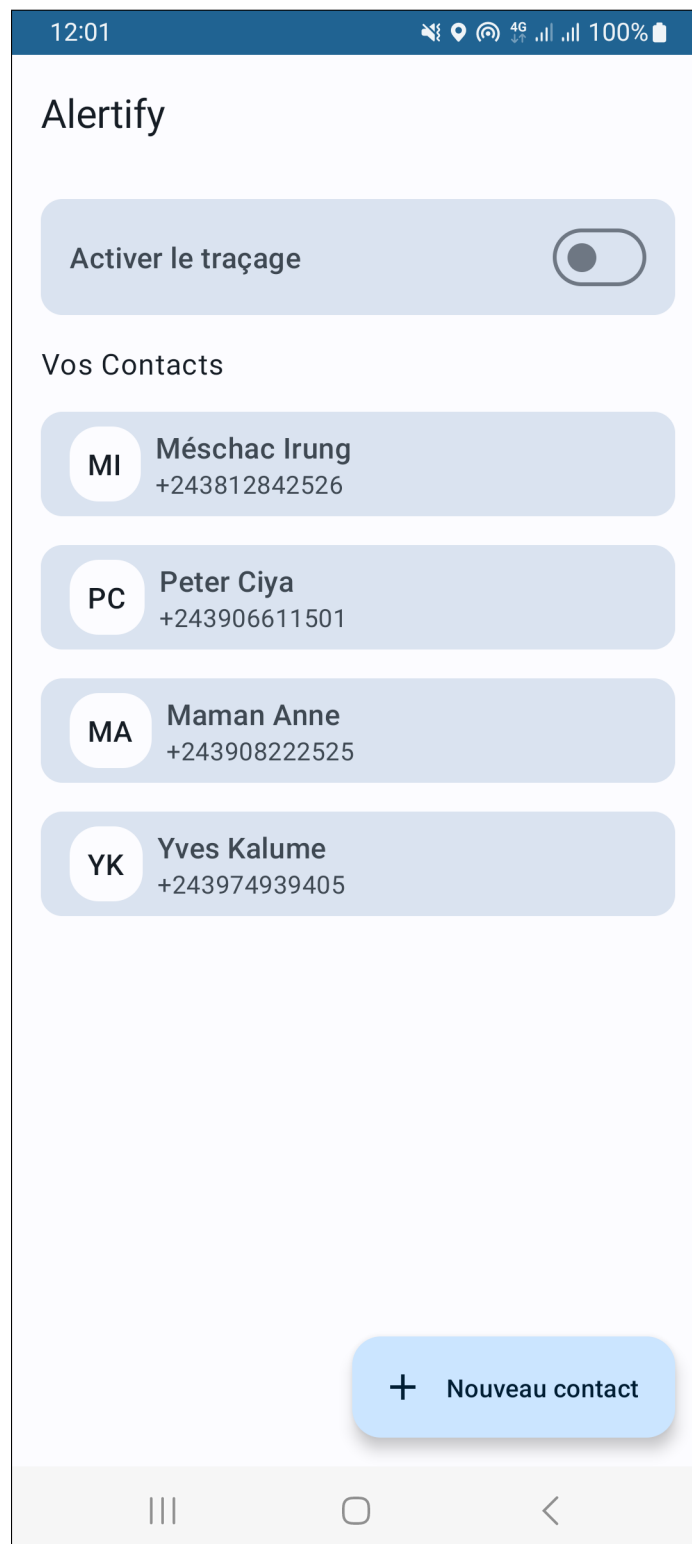 12:01 4G 100%
Alertify
Activer le traçage
Vos Contacts
MI Méschac Irung
+243812842526
PC Peter Ciya
+243906611501
MA Maman Anne
+243908222525
YK Yves Kalume
+243974939405
+ Nouveau contact